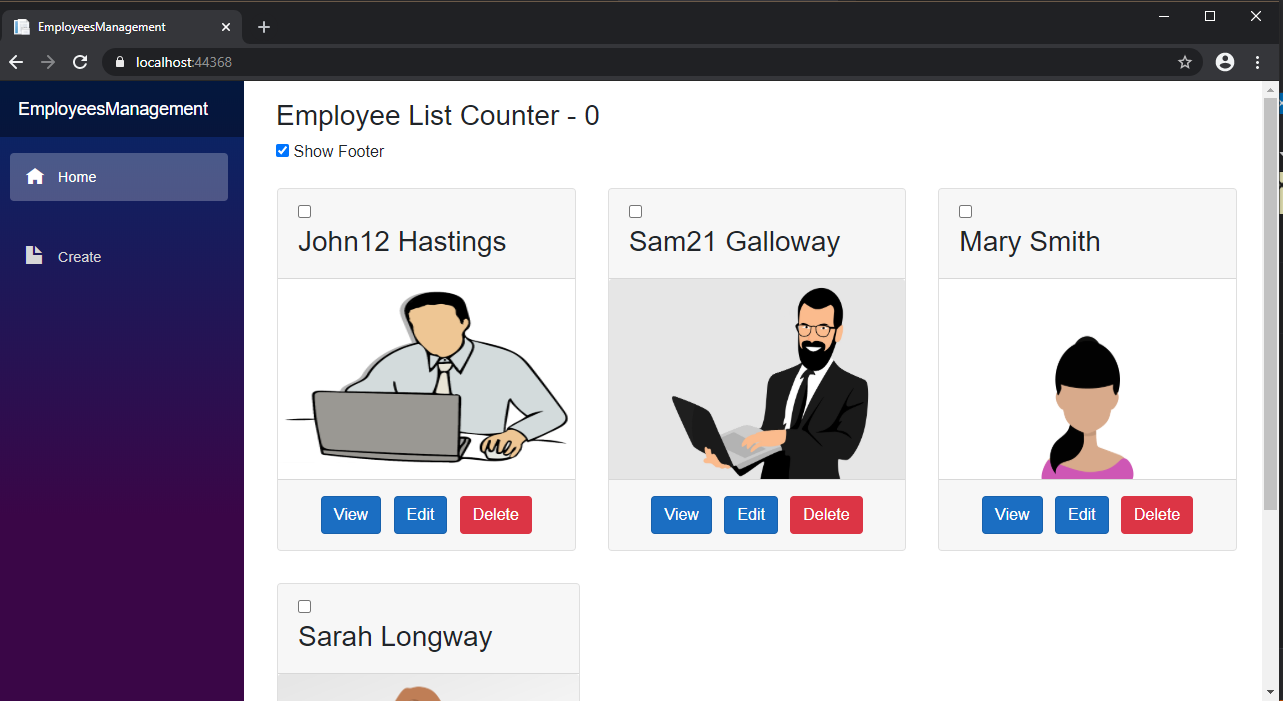 EmployeesManagement
localhost:44368
EmployeesManagement
Home
Create
Employee List Counter - 0
Show Footer
John12 Hastings
View Edit Delete
Sam21 Galloway
View Edit Delete
Mary Smith
View Edit Delete
Sarah Longway